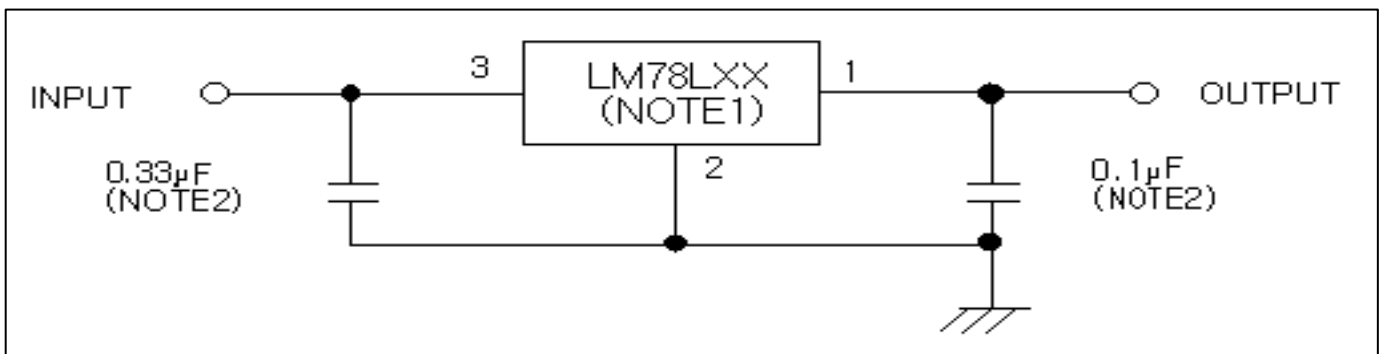 INPUT
3
LM78LXX
(NOTE1)
1
OUTPUT
2
0.33μF
(NOTE2)
0.1μF
(NOTE2)